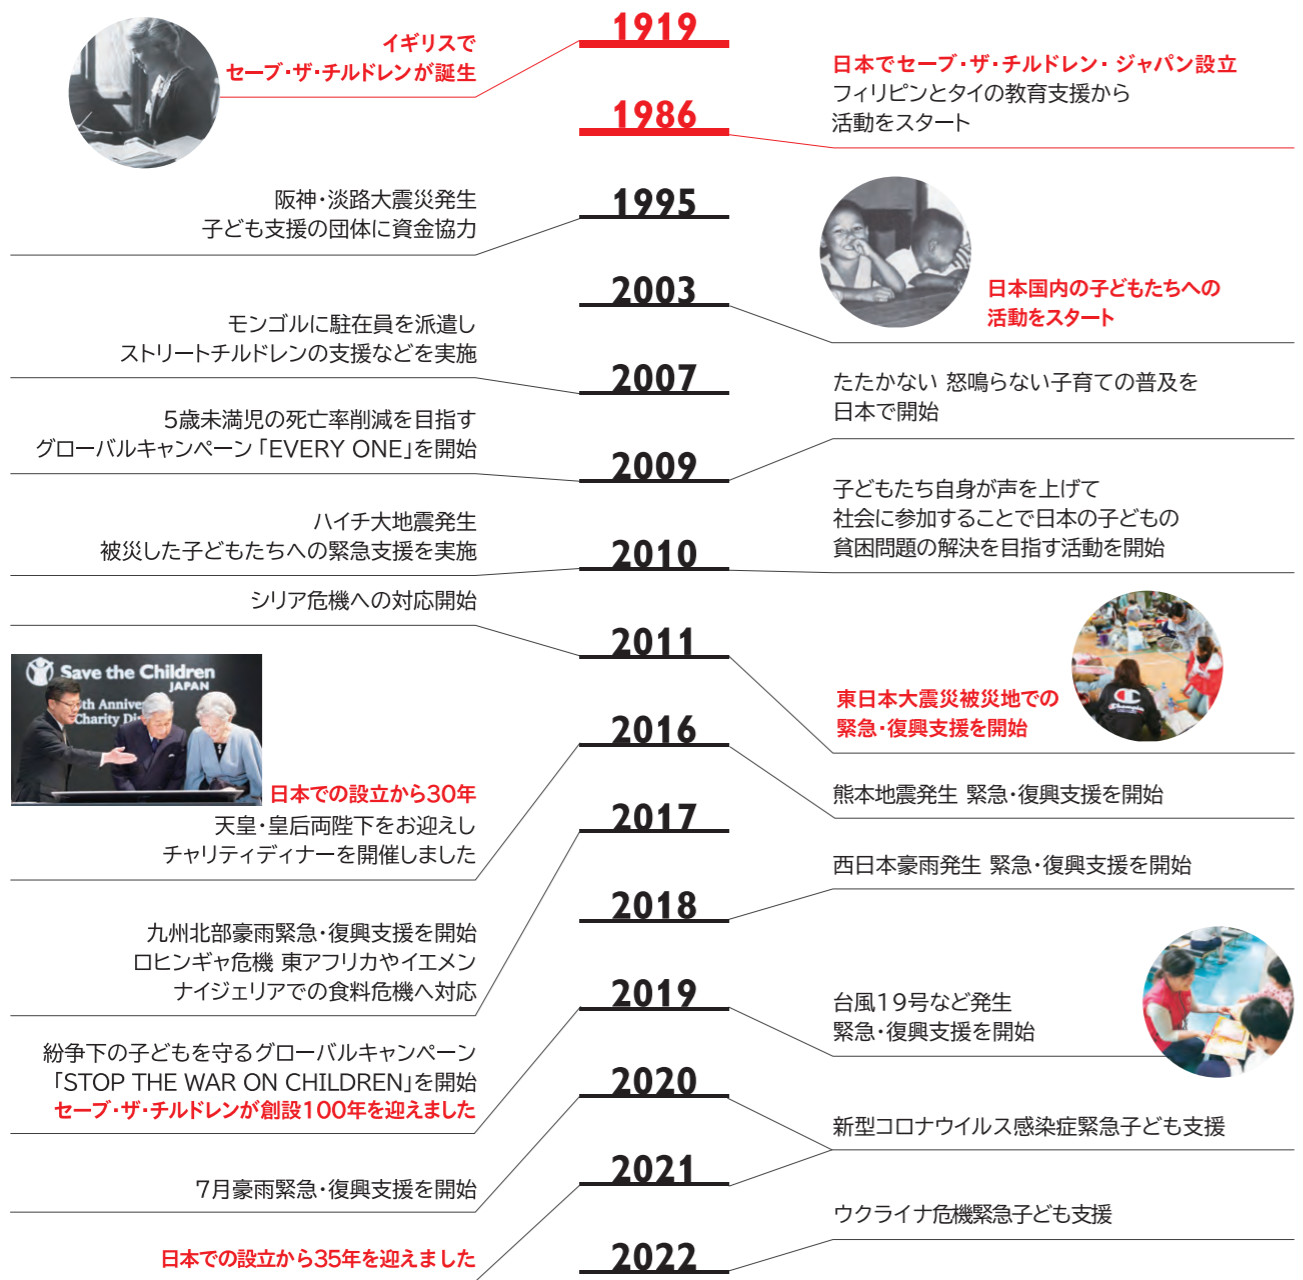 1919
イギリスで
セーブ・ザ・チルドレンが誕生
1986
日本でセーブ・ザ・チルドレン・ジャパン設立
フィリピンとタイの教育支援から
活動をスタート
1995
阪神・淡路大震災発生
子ども支援の団体に資金協力
2003
日本国内の子どもたちへの
活動をスタート
2007
モンゴルに駐在員を派遣し
ストリートチルドレンの支援などを実施
2009
5歳未満児の死亡率削減を目指す
グローバルキャンペーン「EVERY ONE」を開始
たたかない 怒鳴らない子育ての普及を
日本で開始
2010
ハイチ大地震発生
被災した子どもたちへの緊急支援を実施
子どもたち自身が声を上げて
社会に参加することで日本の子どもの
貧困問題の解決を目指す活動を開始
2011
シリア危機への対応開始
東日本大震災被災地での
緊急・復興支援を開始
Champion
2016
Save the Children
JAPAN
th Annive
Charity Di
日本での設立から30年
天皇・皇后両陛下をお迎えし
チャリティディナーを開催しました
熊本地震発生 緊急・復興支援を開始
2017
九州北部豪雨緊急・復興支援を開始
ロヒンギャ危機 東アフリカやイエメン
ナイジェリアでの食料危機へ対応
2018
西日本豪雨発生 緊急・復興支援を開始
2019
紛争下の子どもを守るグローバルキャンペーン
「STOP THE WAR ON CHILDREN」を開始
セーブ・ザ・チルドレンが創設100年を迎えました
台風19号など発生
緊急・復興支援を開始
2020
7月豪雨緊急・復興支援を開始
新型コロナウイルス感染症緊急子ども支援
2021
日本での設立から35年を迎えました
2022
ウクライナ危機緊急子ども支援